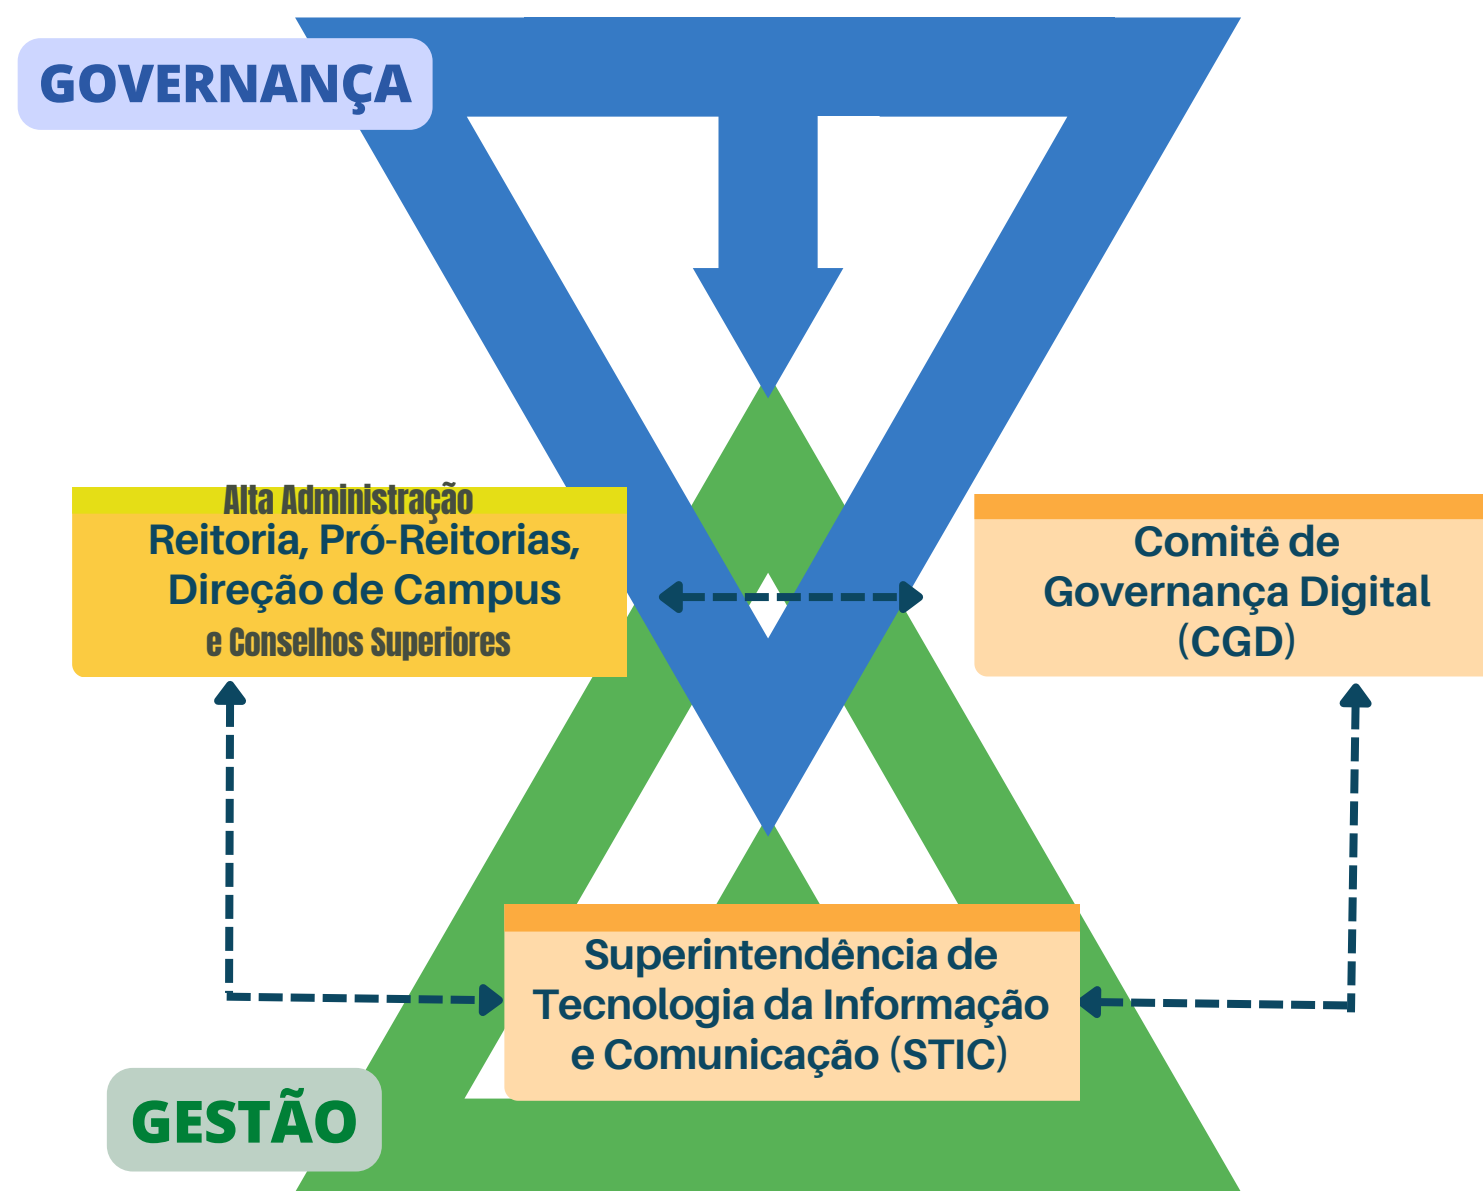 GOVERNANÇA
Alta Administração
Reitoria, Pró-Reitorias,
Direção de Campus
e Conselhos Superiores
Comitê de
Governança Digital
(CGD)
Superintendência de
Tecnologia da Informação
e Comunicação (STIC)
GESTÃO